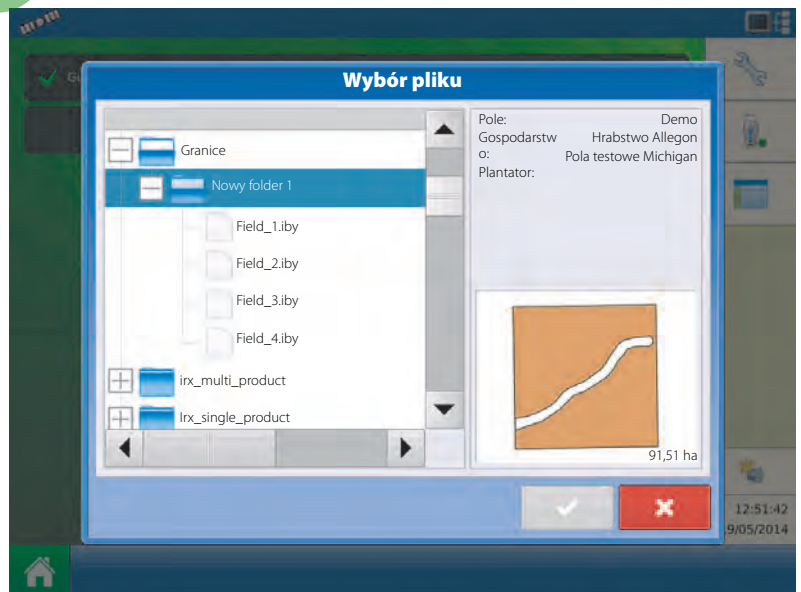 Wybór pliku
Granice
Nowy folder 1
Field_1.iby
Field_2.iby
Field_3.iby
Field_4.iby
irx_multi_product
Irx_single_product
Pole: Demo
Gospodarstw Hrabstwo Allegon
o: Pola testowe Michigan
Plantator:
91,51 ha
12:51:42
9/05/2014